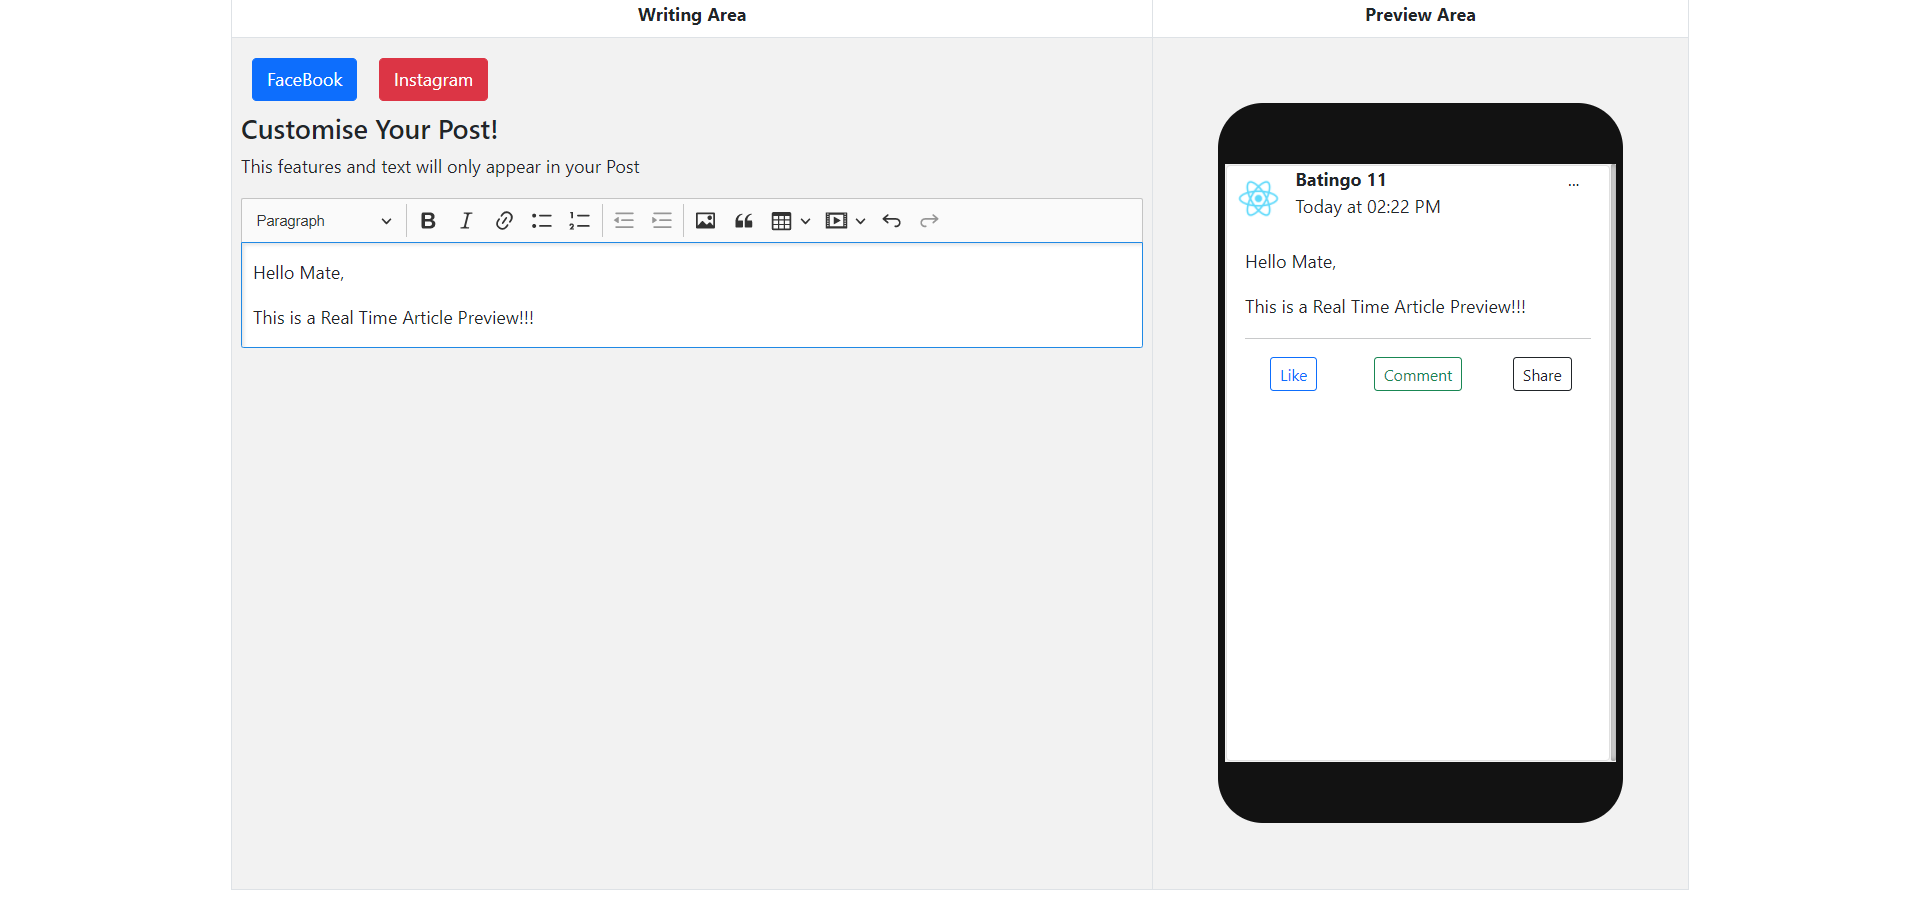 Writing Area
Preview Area
FaceBook
Instagram
Customise Your Post!
This features and text will only appear in your Post
Paragraph
Hello Mate,
This is a Real Time Article Preview!!!
Batingo 11
...
Today at 02:22 PM
Hello Mate,
This is a Real Time Article Preview!!!
Like
Comment
Share